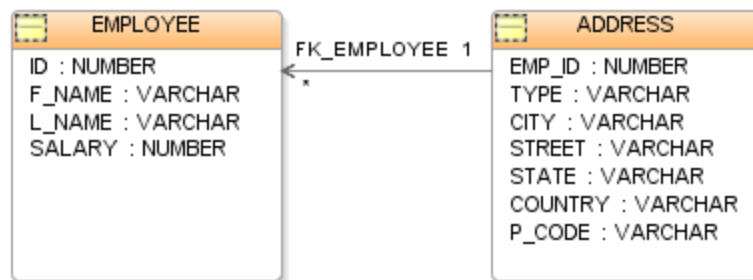 EMPLOYEE
ID : NUMBER
F_NAME : VARCHAR
L_NAME : VARCHAR
SALARY : NUMBER
FK_EMPLOYEE 1
*
ADDRESS
EMP_ID : NUMBER
TYPE : VARCHAR
CITY : VARCHAR
STREET : VARCHAR
STATE : VARCHAR
COUNTRY : VARCHAR
P_CODE : VARCHAR